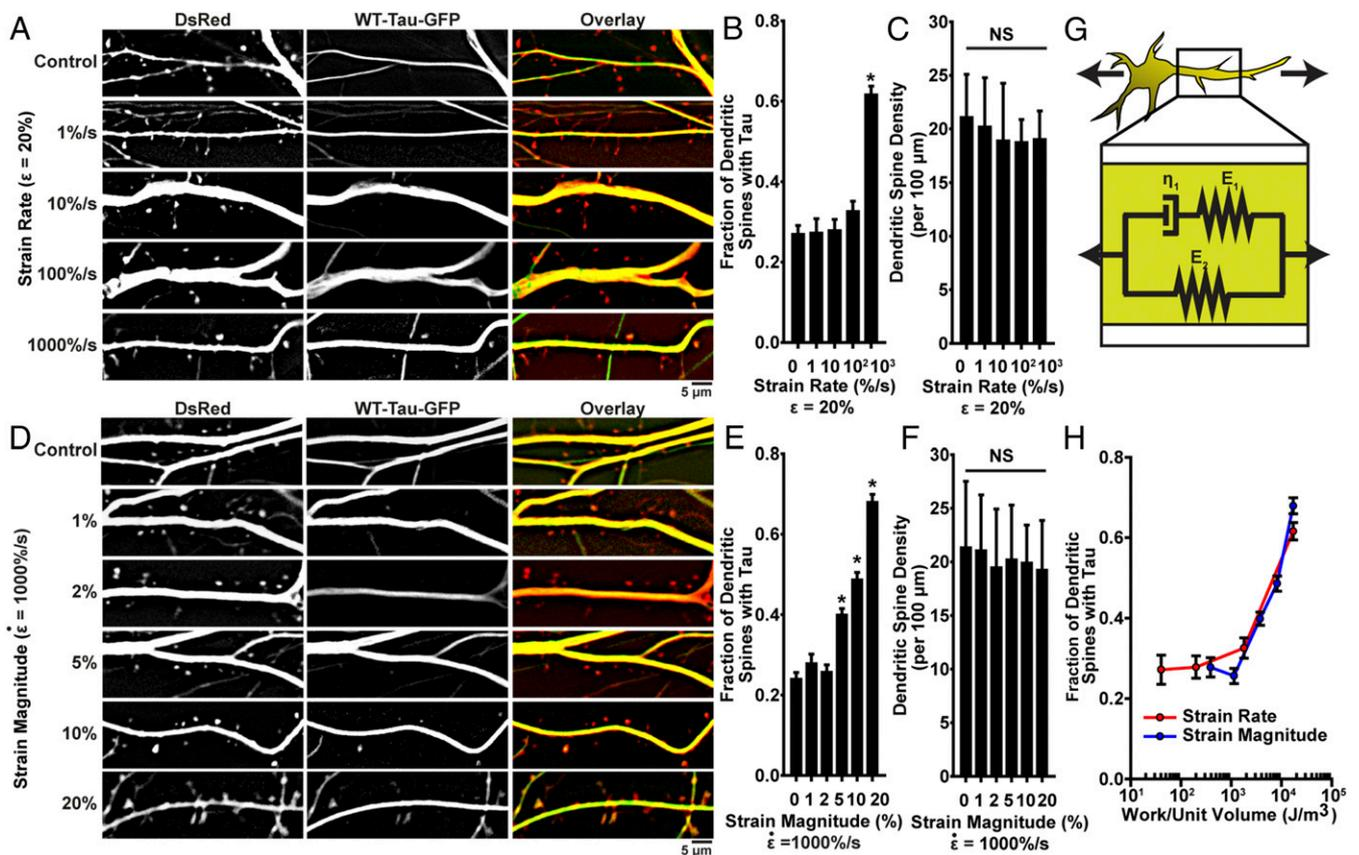 A
DsRed
WT-Tau-GFP
Overlay
Strain Rate (ε = 20%)
Control
1%/s
10%/s
100%/s
1000%/s
5 µm
B
Fraction of Dendritic
Spines with Tau
0.8
0.6
0.4
0.2
0.0
*
0 1 10 10² 10³
Strain Rate (%/s)
ε = 20%
C
Dendritic Spine Density
(per 100 µm)
30
25
20
15
10
5
0
NS
0 1 10 10² 10³
Strain Rate (%/s)
ε = 20%
G
η₁
E₁
E₂
D
DsRed
WT-Tau-GFP
Overlay
Strain Magnitude (ε̇ = 1000%/s)
Control
1%
2%
5%
10%
20%
5 µm
E
Fraction of Dendritic
Spines with Tau
0.8
0.6
0.4
0.2
0.0
* * *
0 1 2 5 10 20
Strain Magnitude (%)
ε̇ =1000%/s
F
Dendritic Spine Density
(per 100 µm)
30
25
20
15
10
5
0
NS
0 1 2 5 10 20
Strain Magnitude (%)
ε̇ = 1000%/s
H
Fraction of Dendritic
Spines with Tau
0.8
0.6
0.4
0.2
0.0
Strain Rate
Strain Magnitude
10¹ 10² 10³ 10⁴ 10⁵
Work/Unit Volume (J/m³)